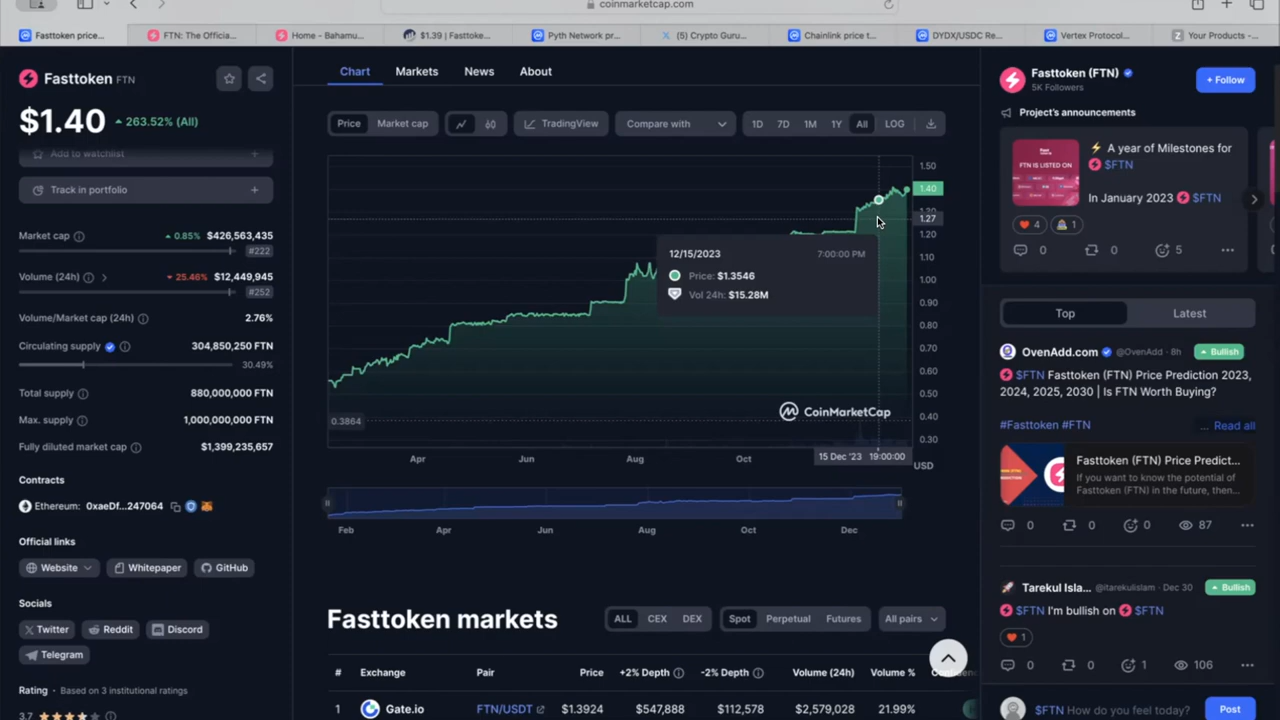 coinmarketcap.com
Fasttoken price...
FTN: The Officia...
Home - Bahamu...
$1.39 | Fasttoke...
Pyth Network pr...
(5) Crypto Guru...
Chainlink price t...
DYDX/USDC Re...
Vertex Protocol...
Your Products -...
Fasttoken FTN
$1.40 263.52% (All)
Add to watchlist
Track in portfolio
Market cap 0.85% $426,563,435
#222
Volume (24h) 25.46% $12,449,945
#252
Volume/Market cap (24h) 2.76%
Circulating supply 304,850,250 FTN
30.49%
Total supply 880,000,000 FTN
Max. supply 1,000,000,000 FTN
Fully diluted market cap $1,399,235,657
Contracts
Ethereum: 0xaeDf...247064
Official links
Website Whitepaper GitHub
Socials
Twitter Reddit Discord
Telegram
Rating · Based on 3 institutional ratings
3.7
Chart Markets News About
Price Market cap TradingView Compare with 1D 7D 1M 1Y All LOG
1.50
1.40
1.27
1.20
1.10
1.00
0.90
0.80
0.70
0.60
0.50
0.40
0.30
USD
12/15/2023 7:00:00 PM
Price: $1.3546
Vol 24h: $15.28M
0.3864
CoinMarketCap
Apr Jun Aug Oct 15 Dec '23 19:00:00
Feb Apr Jun Aug Oct Dec
Fasttoken markets
ALL CEX DEX Spot Perpetual Futures All pairs
# Exchange Pair Price +2% Depth -2% Depth Volume (24h) Volume %
1 Gate.io FTN/USDT $1.3924 $547,888 $112,578 $2,579,028 21.99%
Fasttoken (FTN)
5K Followers
+ Follow
Project's announcements
FTN IS LISTED ON
A year of Milestones for
$FTN
In January 2023 $FTN
4 1
0 0 5
Top Latest
OvenAdd.com @OvenAdd · 8h Bullish
$FTN Fasttoken (FTN) Price Prediction 2023,
2024, 2025, 2030 | Is FTN Worth Buying?
#Fasttoken #FTN ... Read all
Fasttoken (FTN) Price Predict...
If you want to know the potential of
Fasttoken (FTN) in the future, then...
0 0 0 87
Tarekul Isla... @itarekulislam · Dec 30 Bullish
$FTN I'm bullish on $FTN
1
0 0 1 106
$FTN How do you feel today? Post